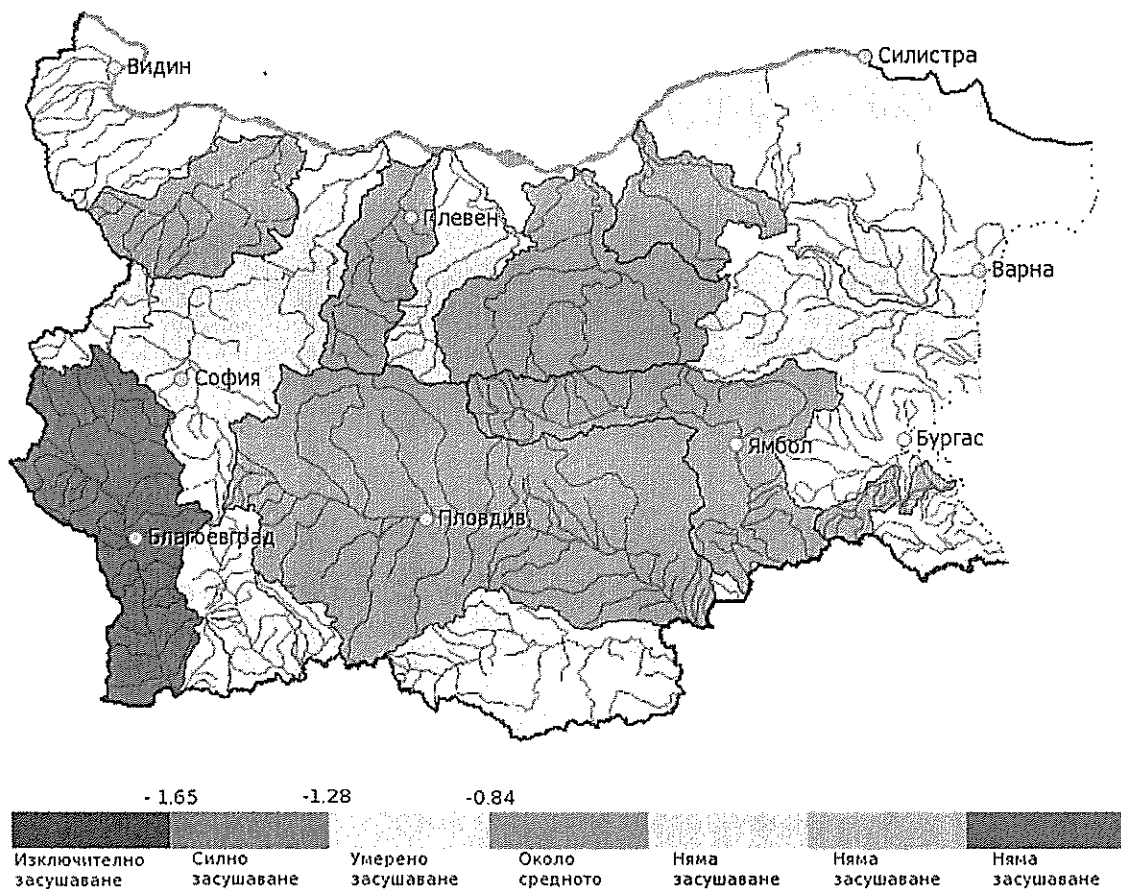 Видин
Силистра
Плевен
Варна
София
Ямбол
Бургас
Пловдив
Благоевград
- 1.65
-1.28
-0.84
Изключително засушаване
Силно засушаване
Умерено засушаване
Около средното
Няма засушаване
Няма засушаване
Няма засушаване